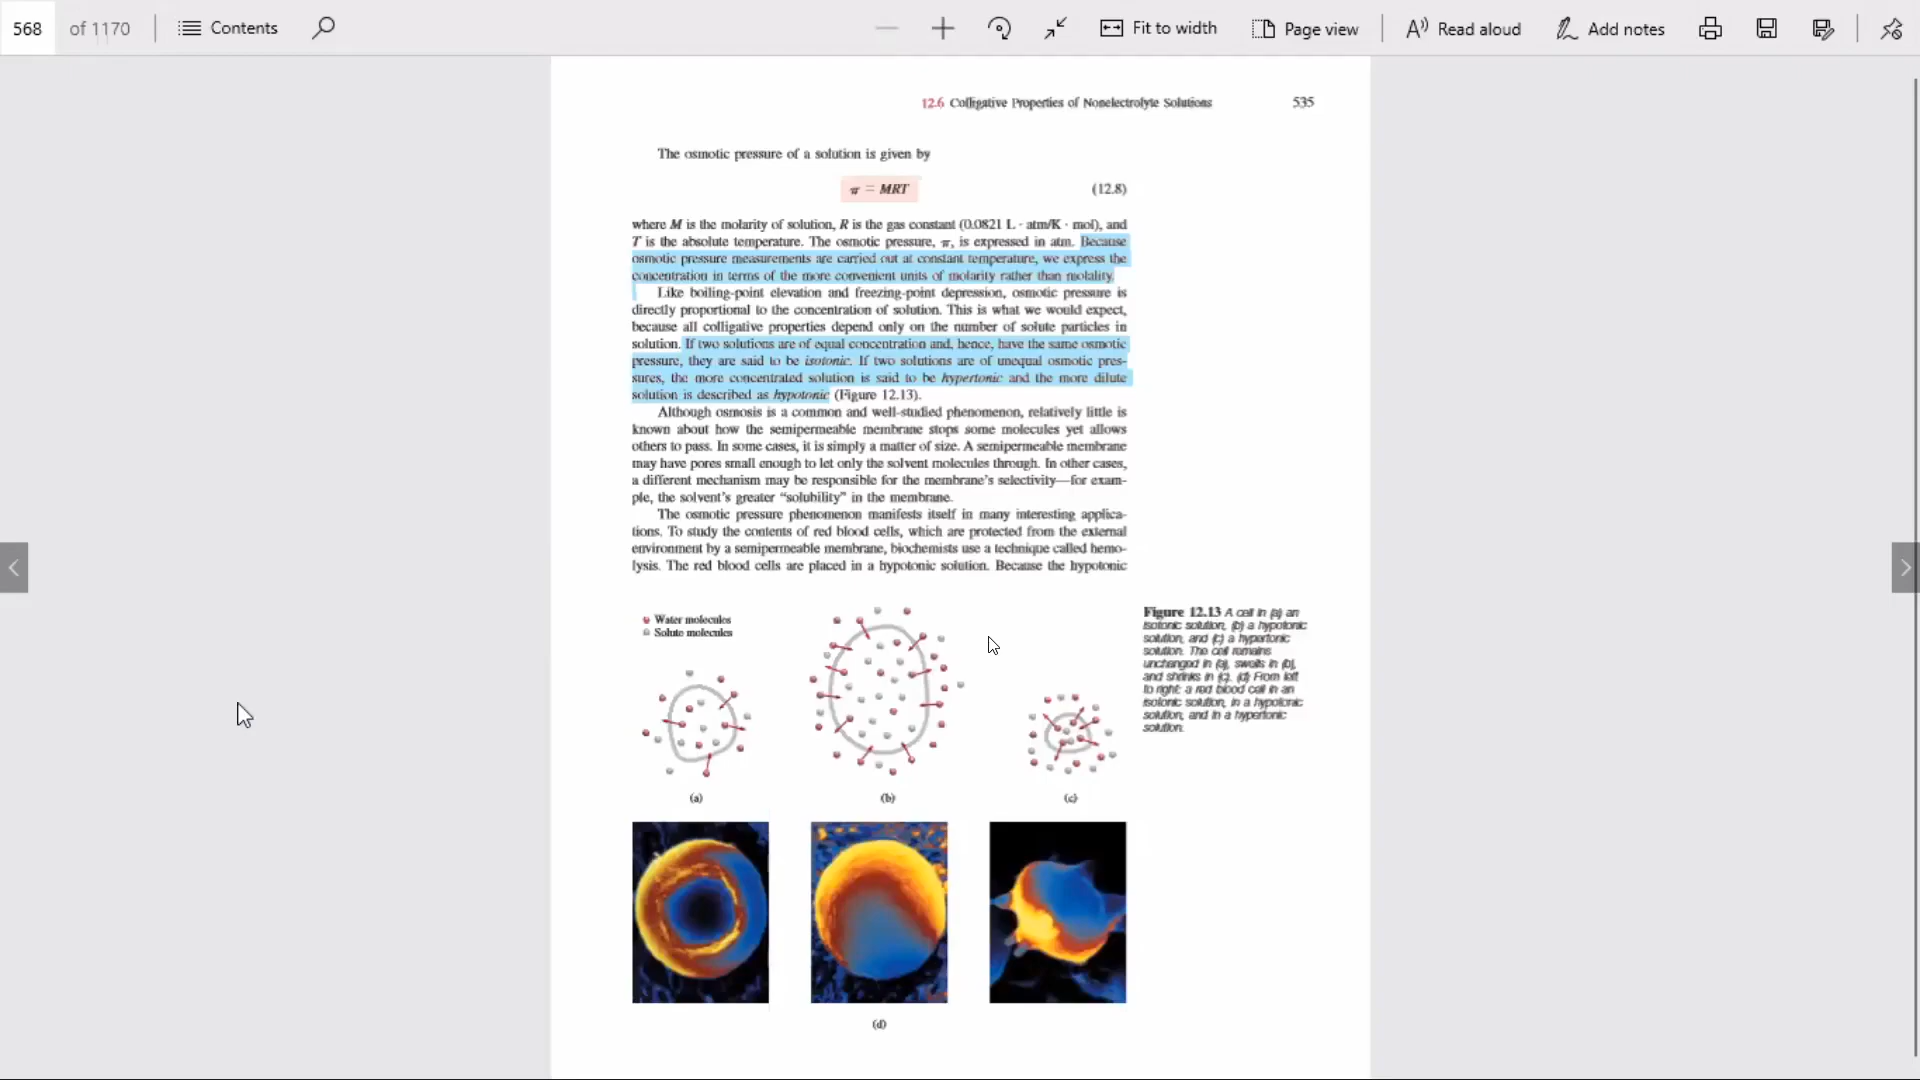 568 of 1170 Contents Fit to width Page view Read aloud Add notes
12.6 Colligative Properties of Nonelectrolyte Solutions 535
The osmotic pressure of a solution is given by
π = MRT (12.8)
where M is the molarity of solution, R is the gas constant (0.0821 L · atm/K · mol), and
T is the absolute temperature. The osmotic pressure, π, is expressed in atm. Because
osmotic pressure measurements are carried out at constant temperature, we express the
concentration in terms of the more convenient units of molarity rather than molality.
Like boiling-point elevation and freezing-point depression, osmotic pressure is
directly proportional to the concentration of solution. This is what we would expect,
because all colligative properties depend only on the number of solute particles in
solution. If two solutions are of equal concentration and, hence, have the same osmotic
pressure, they are said to be isotonic. If two solutions are of unequal osmotic pres-
sures, the more concentrated solution is said to be hypertonic and the more dilute
solution is described as hypotonic (Figure 12.13).
Although osmosis is a common and well-studied phenomenon, relatively little is
known about how the semipermeable membrane stops some molecules yet allows
others to pass. In some cases, it is simply a matter of size. A semipermeable membrane
may have pores small enough to let only the solvent molecules through. In other cases,
a different mechanism may be responsible for the membrane's selectivity—for exam-
ple, the solvent's greater "solubility" in the membrane.
The osmotic pressure phenomenon manifests itself in many interesting applica-
tions. To study the contents of red blood cells, which are protected from the external
environment by a semipermeable membrane, biochemists use a technique called hemo-
lysis. The red blood cells are placed in a hypotonic solution. Because the hypotonic
Water molecules
Solute molecules
(a) (b) (c)
(d)
Figure 12.13 A cell in (a) an
isotonic solution, (b) a hypotonic
solution, and (c) a hypertonic
solution. The cell remains
unchanged in (a), swells in (b),
and shrinks in (c). (d) From left
to right: a red blood cell in an
isotonic solution, in a hypotonic
solution, and in a hypertonic
solution.